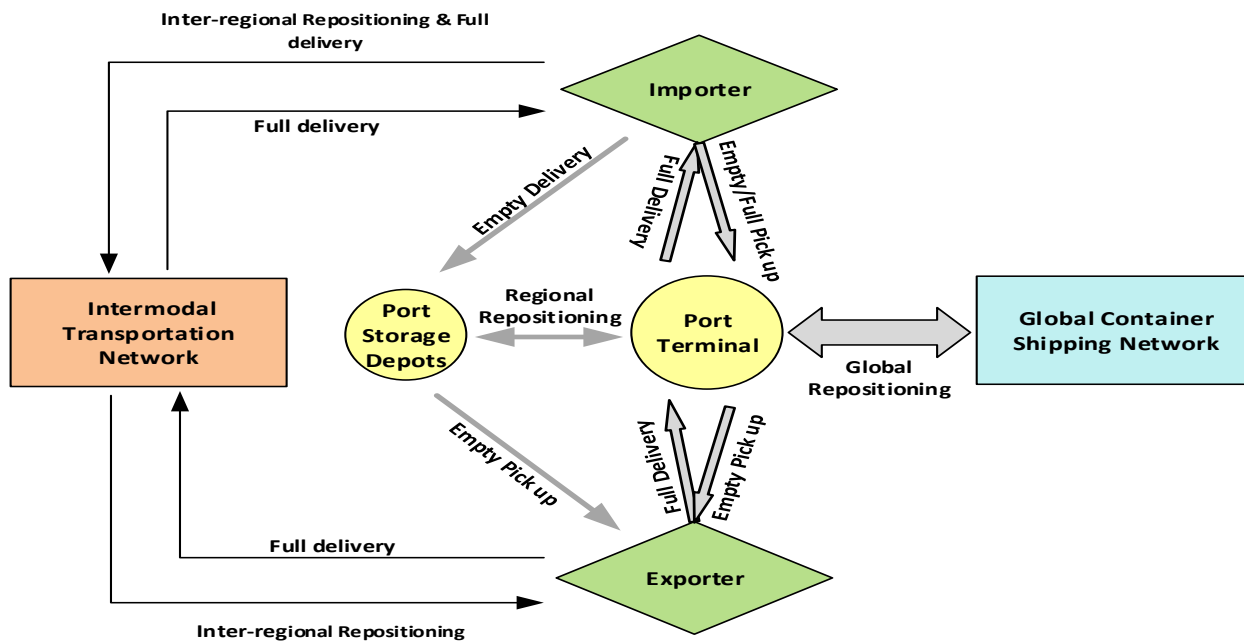 Inter-regional Repositioning & Full
delivery
Importer
Full delivery
Empty Delivery
Full Delivery
Empty/Full Pick up
Intermodal
Transportation
Network
Port
Storage
Depots
Regional
Repositioning
Port
Terminal
Global
Repositioning
Global Container
Shipping Network
Empty Pick up
Full Delivery
Empty Pick up
Full delivery
Exporter
Inter-regional Repositioning